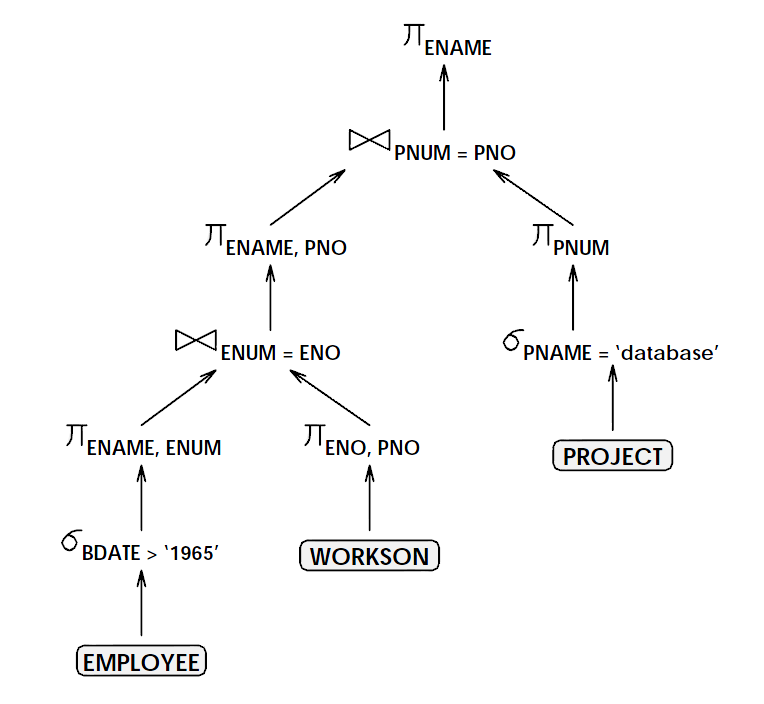 π ENAME
⋈ PNUM = PNO
π ENAME, PNO
π PNUM
⋈ ENUM = ENO
σ PNAME = ‘database’
π ENAME, ENUM
π ENO, PNO
PROJECT
σ BDATE > ‘1965’
WORKSON
EMPLOYEE